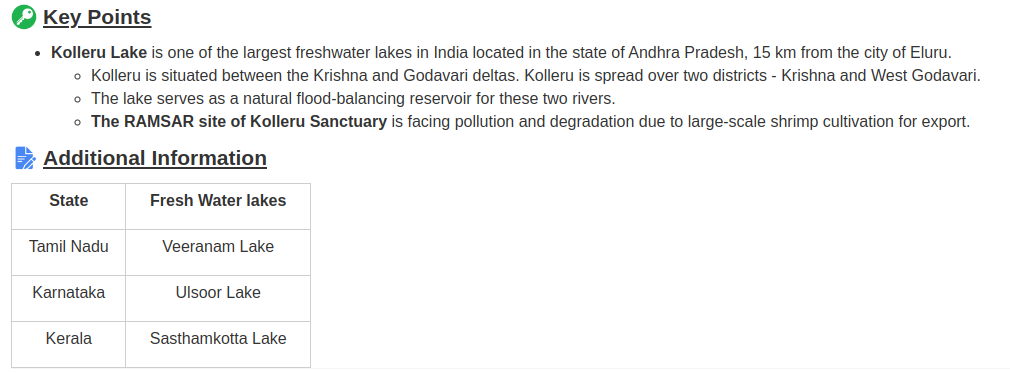 Key Points
Kolleru Lake is one of the largest freshwater lakes in India located in the state of Andhra Pradesh, 15 km from the city of Eluru.
Kolleru is situated between the Krishna and Godavari deltas. Kolleru is spread over two districts - Krishna and West Godavari.
The lake serves as a natural flood-balancing reservoir for these two rivers.
The RAMSAR site of Kolleru Sanctuary is facing pollution and degradation due to large-scale shrimp cultivation for export.
Additional Information
State Fresh Water lakes
Tamil Nadu Veeranam Lake
Karnataka Ulsoor Lake
Kerala Sasthamkotta Lake